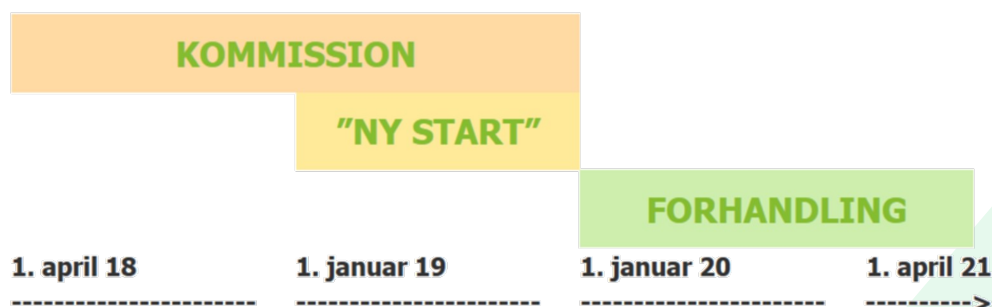 KOMMISSION
”NY START”
FORHANDLING
1. april 18 1. januar 19 1. januar 20 1. april 21
----------------------- ----------------------- ----------------------- ---------->